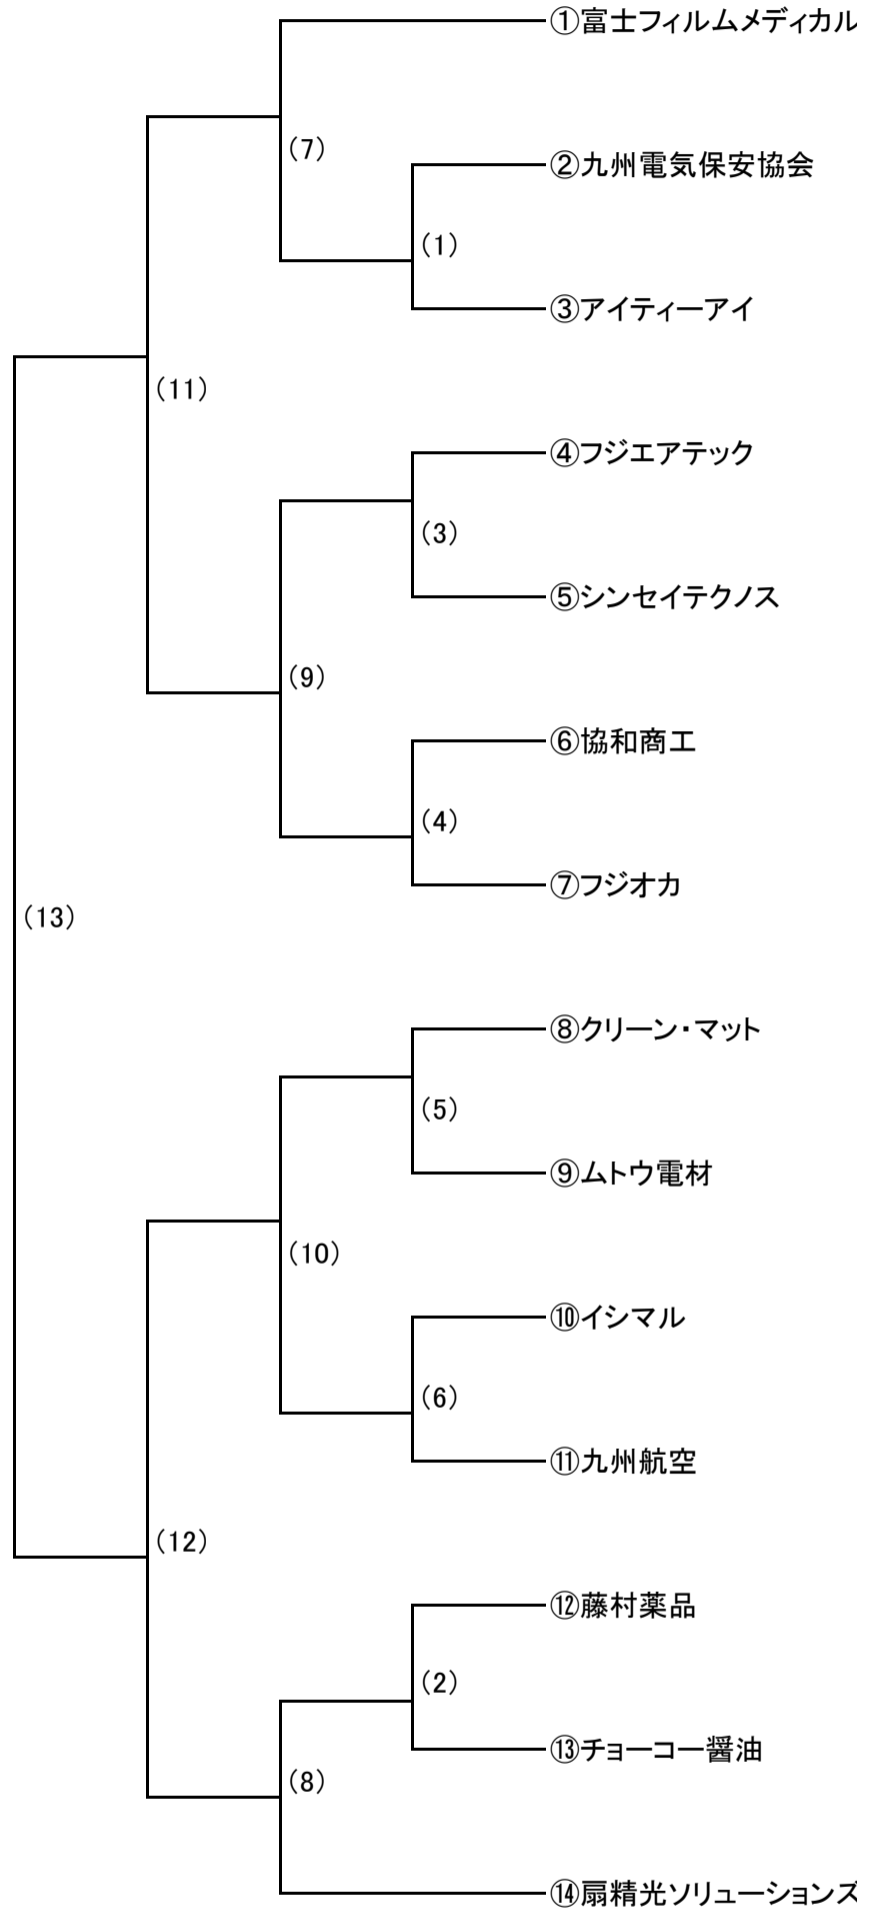 ①富士フィルムメディカル
(7)
②九州電気保安協会
(1)
③アイティーアイ
(11)
④フジエアテック
(3)
⑤シンセイテクノス
(9)
⑥協和商工
(4)
⑦フジオカ
(13)
⑧クリーン・マット
(5)
⑨ムトウ電材
(10)
⑩イシマル
(6)
⑪九州航空
(12)
⑫藤村薬品
(2)
⑬チョーコー醤油
(8)
⑭扇精光ソリューションズ